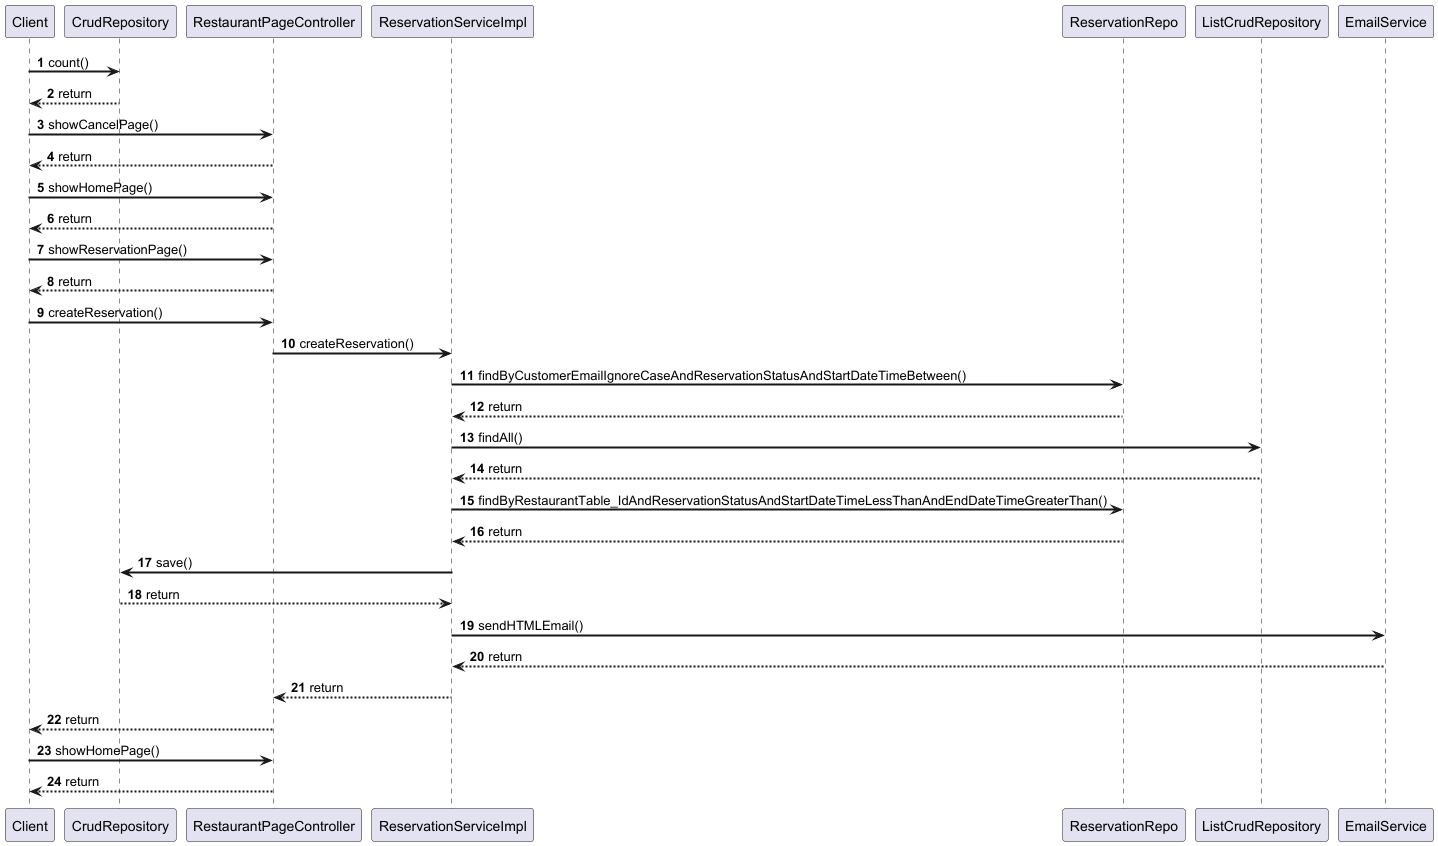 Client CrudRepository RestaurantPageController ReservationServiceImpl ReservationRepo ListCrudRepository EmailService
1 count()
2 return
3 showCancelPage()
4 return
5 showHomePage()
6 return
7 showReservationPage()
8 return
9 createReservation()
10 createReservation()
11 findByCustomerEmailIgnoreCaseAndReservationStatusAndStartDateTimeBetween()
12 return
13 findAll()
14 return
15 findByRestaurantTable_IdAndReservationStatusAndStartDateTimeLessThanAndEndDateTimeGreaterThan()
16 return
17 save()
18 return
19 sendHTMLEmail()
20 return
21 return
22 return
23 showHomePage()
24 return
Client CrudRepository RestaurantPageController ReservationServiceImpl ReservationRepo ListCrudRepository EmailService